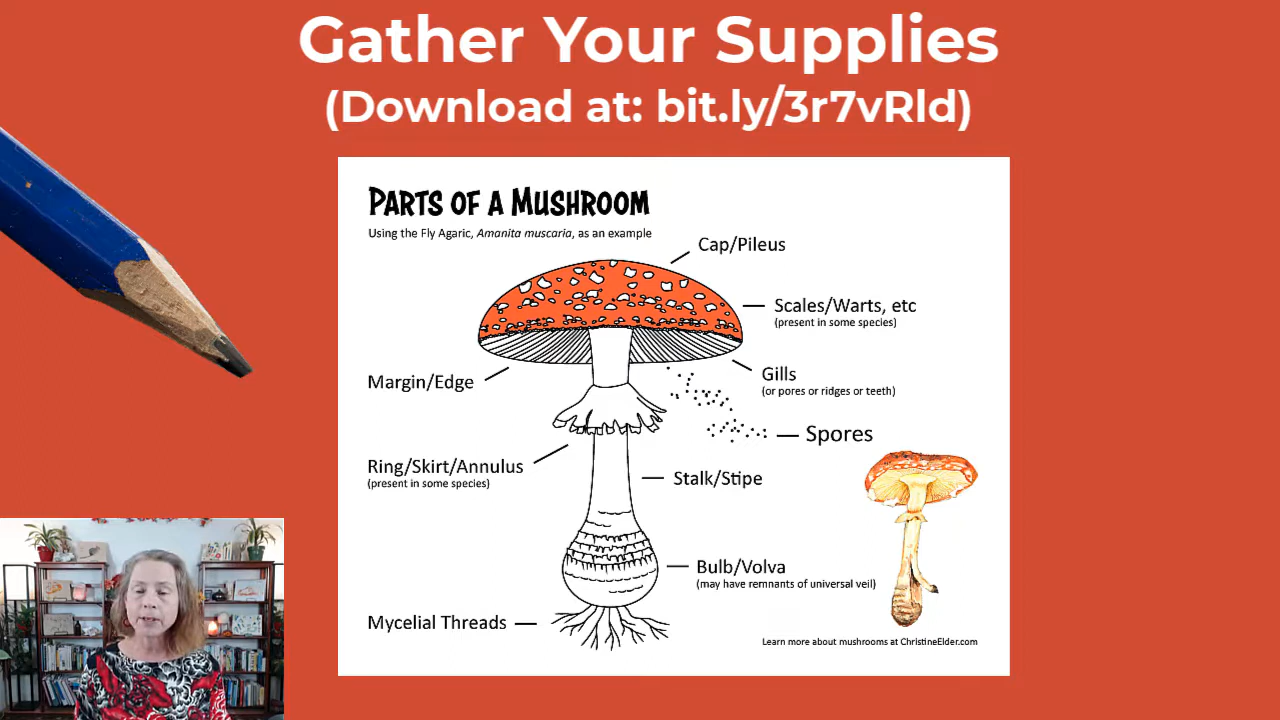 Gather Your Supplies
(Download at: bit.ly/3r7vRld)
PARTS OF A MUSHROOM
Using the Fly Agaric, Amanita muscaria, as an example
Cap/Pileus
Scales/Warts, etc
(present in some species)
Gills
(or pores or ridges or teeth)
Margin/Edge
Spores
Ring/Skirt/Annulus
(present in some species)
Stalk/Stipe
Bulb/Volva
(may have remnants of universal veil)
Mycelial Threads
Learn more about mushrooms at ChristineElder.com